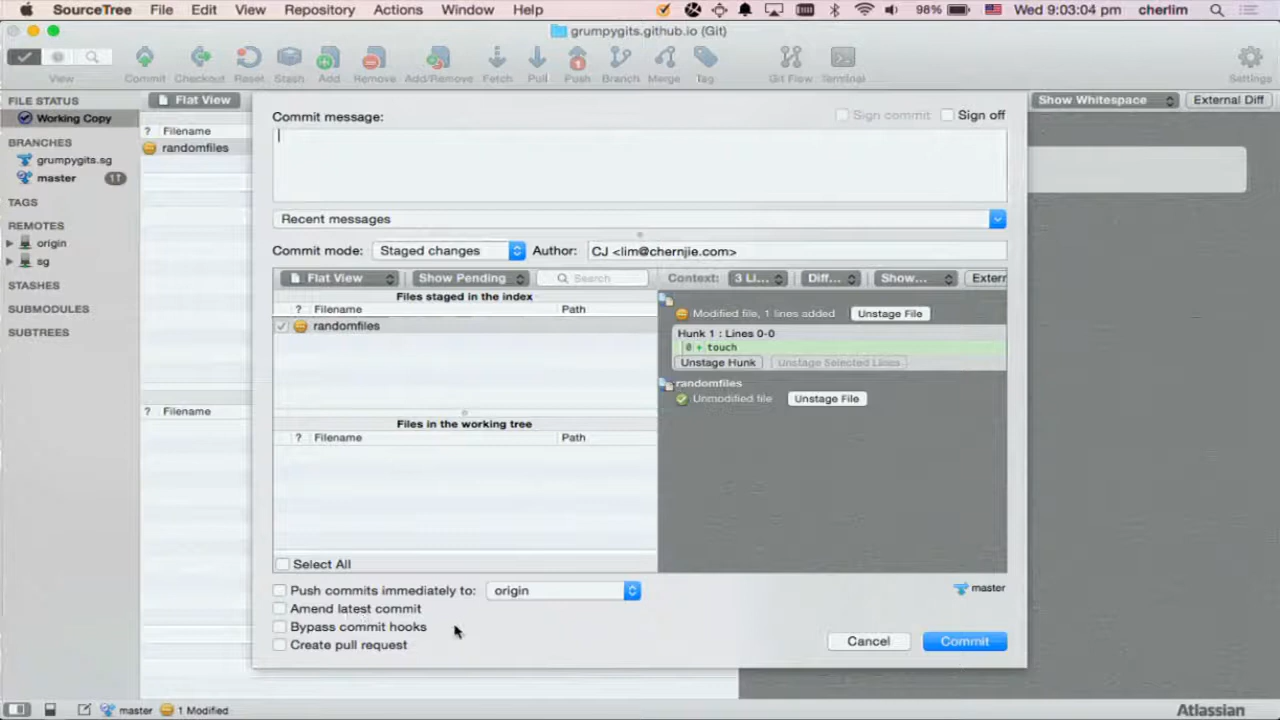 SourceTree File Edit View Repository Actions Window Help 98% Wed 9:03:04 pm cherlim
grumpygits.github.io (Git)
View Commit Checkout Reset Stash Add Remove Add/Remove Fetch Pull Push Branch Merge Tag Git Flow Terminal Settings
FILE STATUS
Working Copy
BRANCHES
grumpygits.sg
master 11
TAGS
REMOTES
origin
sg
STASHES
SUBMODULES
SUBTREES
Flat View
? Filename
randomfiles
? Filename
Show Whitespace External Diff
Commit message: Sign commit Sign off
Recent messages
Commit mode: Staged changes Author: CJ <lim@chernjie.com>
Flat View Show Pending Search Context: 3 Li... Diff... Show... Extern
Files staged in the index
? Filename Path
randomfiles
Files in the working tree
? Filename Path
Select All
Modified file, 1 lines added Unstage File
Hunk 1 : Lines 0-0
0 + touch
Unstage Hunk Unstage Selected Lines
randomfiles
Unmodified file Unstage File
Push commits immediately to: origin master
Amend latest commit
Bypass commit hooks
Create pull request
Cancel Commit
master 1 Modified Atlassian